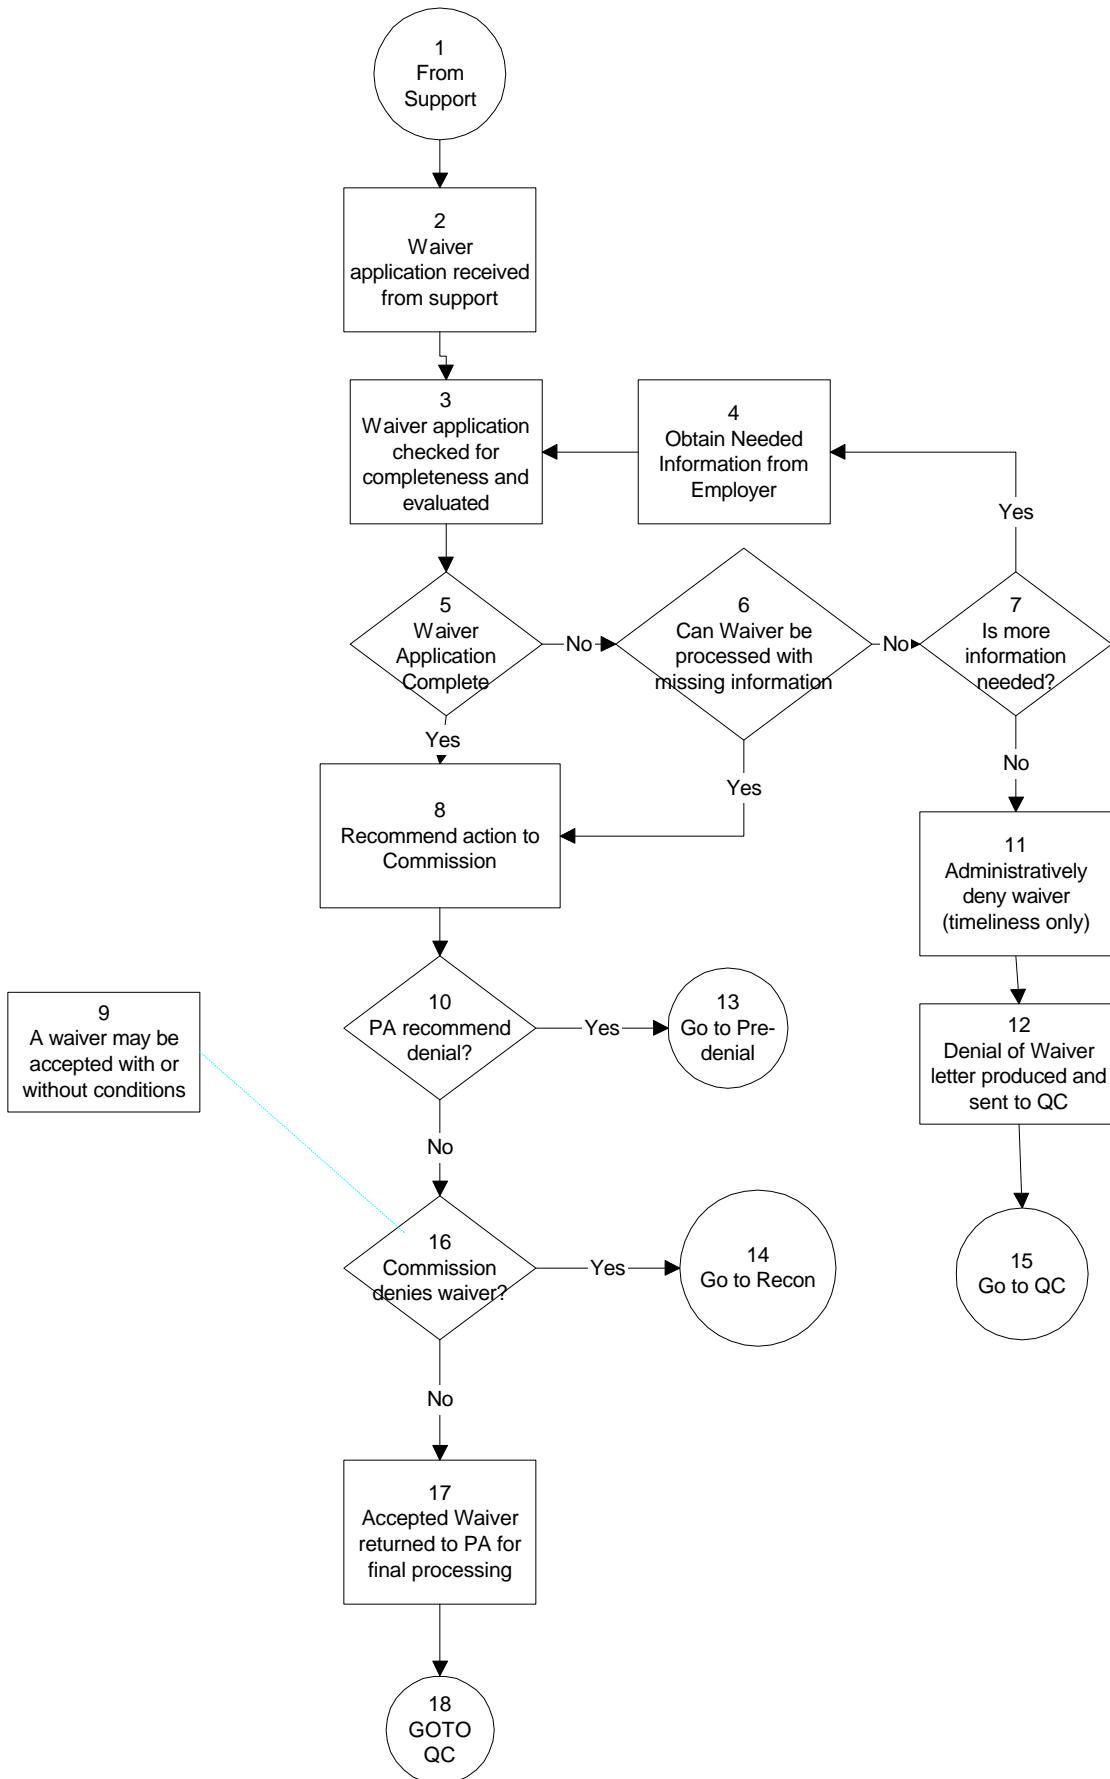 1
From
Support
2
Waiver
application received
from support
3
Waiver application
checked for
completeness and
evaluated
4
Obtain Needed
Information from
Employer
Yes
5
Waiver
Application
Complete
No
6
Can Waiver be
processed with
missing information
No
7
Is more
information
needed?
Yes
Yes
No
8
Recommend action to
Commission
11
Administratively
deny waiver
(timeliness only)
9
A waiver may be
accepted with or
without conditions
10
PA recommend
denial?
Yes
13
Go to Pre-
denial
12
Denial of Waiver
letter produced and
sent to QC
No
16
Commission
denies waiver?
Yes
14
Go to Recon
15
Go to QC
No
17
Accepted Waiver
returned to PA for
final processing
18
GOTO
QC